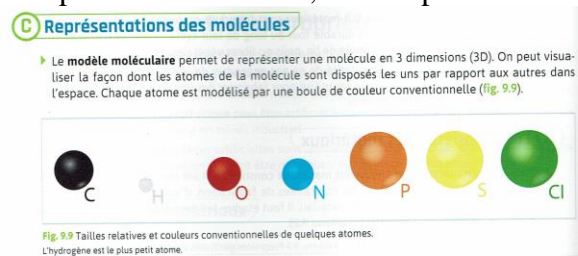 C Représentations des molécules
Le modèle moléculaire permet de représenter une molécule en 3 dimensions (3D). On peut visua-
liser la façon dont les atomes de la molécule sont disposés les uns par rapport aux autres dans
l'espace. Chaque atome est modélisé par une boule de couleur conventionnelle (fig. 9.9).
C H O N P S Cl
Fig. 9.9 Tailles relatives et couleurs conventionnelles de quelques atomes.
L'hydrogène est le plus petit atome.